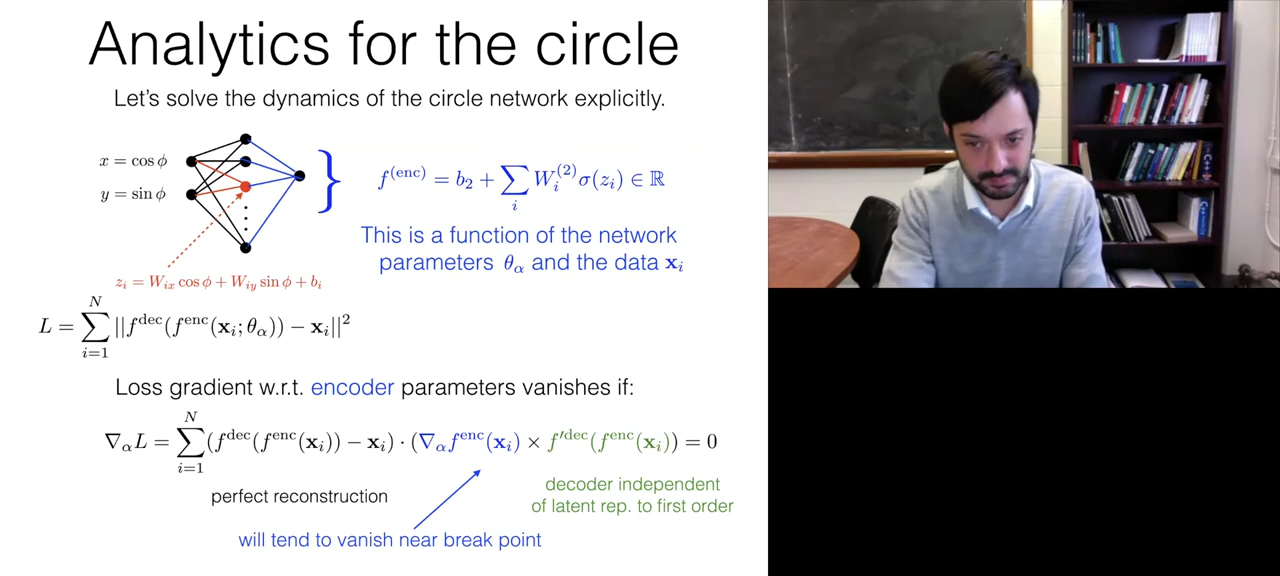 Analytics for the circle
Let's solve the dynamics of the circle network explicitly.
x = cos ϕ
y = sin ϕ
f^(enc) = b₂ + ∑_i W_i^(2) σ(z_i) ∈ ℝ
This is a function of the network
parameters θ_α and the data x_i
z_i = W_ix cos ϕ + W_iy sin ϕ + b_i
L = ∑_{i=1}^{N} ||f^dec(f^enc(x_i; θ_α)) − x_i||²
Loss gradient w.r.t. encoder parameters vanishes if:
∇_α L = ∑_{i=1}^{N} (f^dec(f^enc(x_i)) − x_i) · (∇_α f^enc(x_i) × f′^dec(f^enc(x_i))) = 0
perfect reconstruction
decoder independent
of latent rep. to first order
will tend to vanish near break point
C++
C++